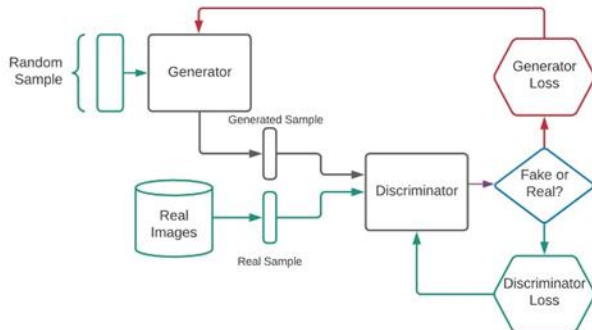 Random
Sample
Generator
Generator
Loss
Generated Sample
Real
Images
Real Sample
Discriminator
Fake or
Real?
Discriminator
Loss